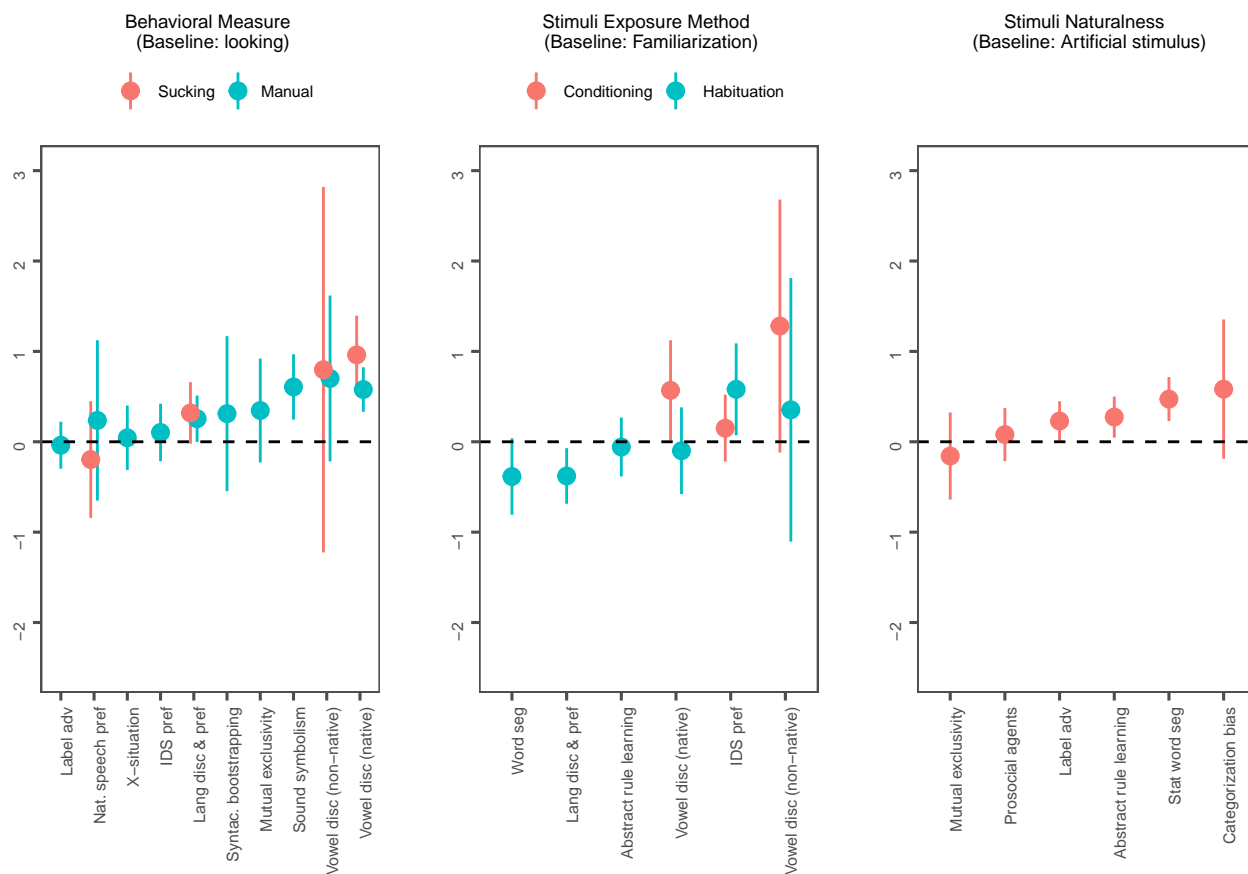 Behavioral Measure
(Baseline: looking)
Sucking
Manual
3
2
1
0
−1
−2
Label adv
Nat. speech pref
X−situation
IDS pref
Lang disc & pref
Syntac. bootstrapping
Mutual exclusivity
Sound symbolism
Vowel disc (non−native)
Vowel disc (native)
Stimuli Exposure Method
(Baseline: Familiarization)
Conditioning
Habituation
3
2
1
0
−1
−2
Word seg
Lang disc & pref
Abstract rule learning
Vowel disc (native)
IDS pref
Vowel disc (non−native)
Stimuli Naturalness
(Baseline: Artificial stimulus)
3
2
1
0
−1
−2
Mutual exclusivity
Prosocial agents
Label adv
Abstract rule learning
Stat word seg
Categorization bias